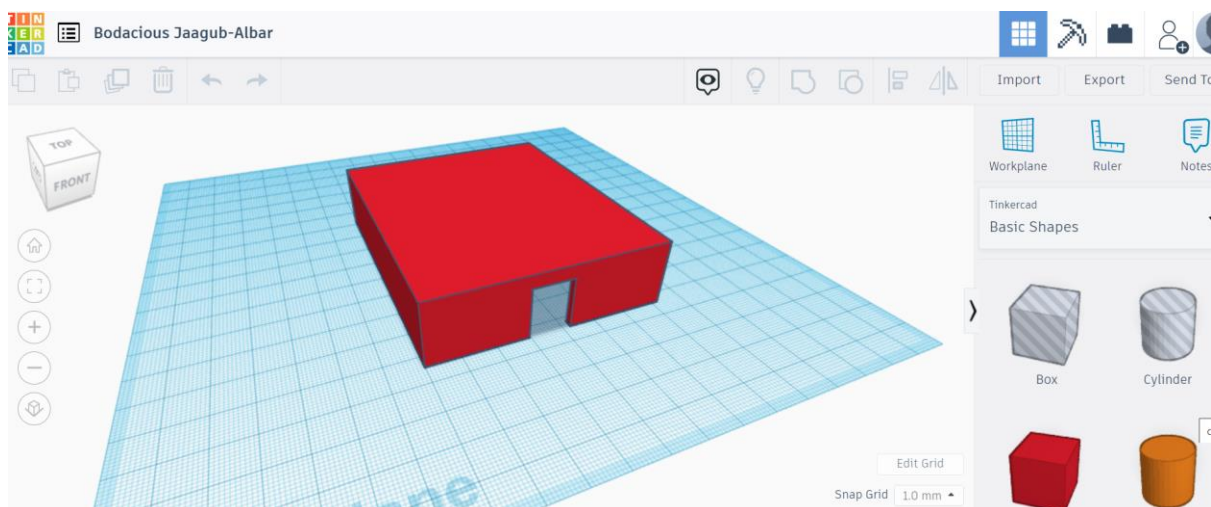 TIN
KER
CAD
Bodacious Jaagub-Albar
Import Export Send To
TOP
FRONT
Workplane Ruler Notes
Tinkercad
Basic Shapes
Box Cylinder
Edit Grid
Snap Grid 1.0 mm